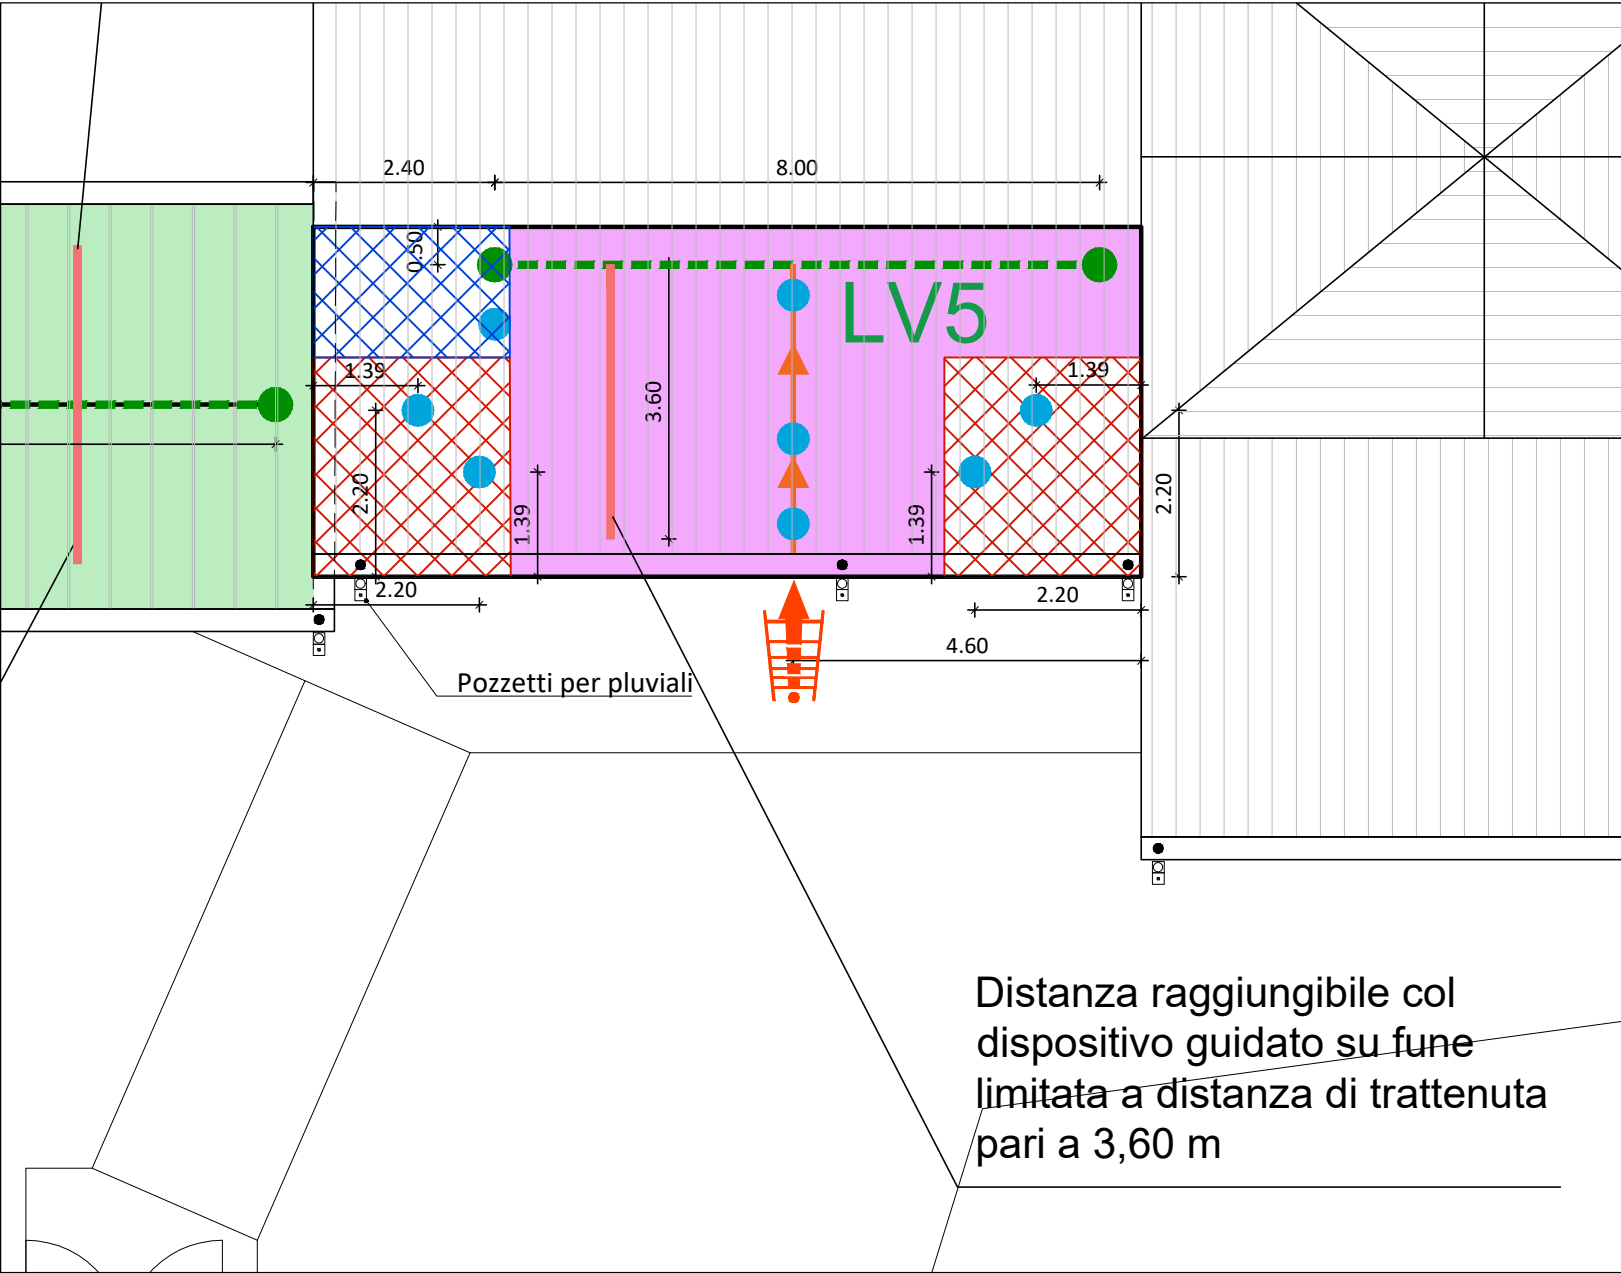 2.40
8.00
0.50
LV5
1.39
1.39
3.60
2.20
1.39
1.39
2.20
2.20
2.20
4.60
Pozzetti per pluviali
Distanza raggiungibile col
dispositivo guidato su fune
limitata a distanza di trattenuta
pari a 3,60 m